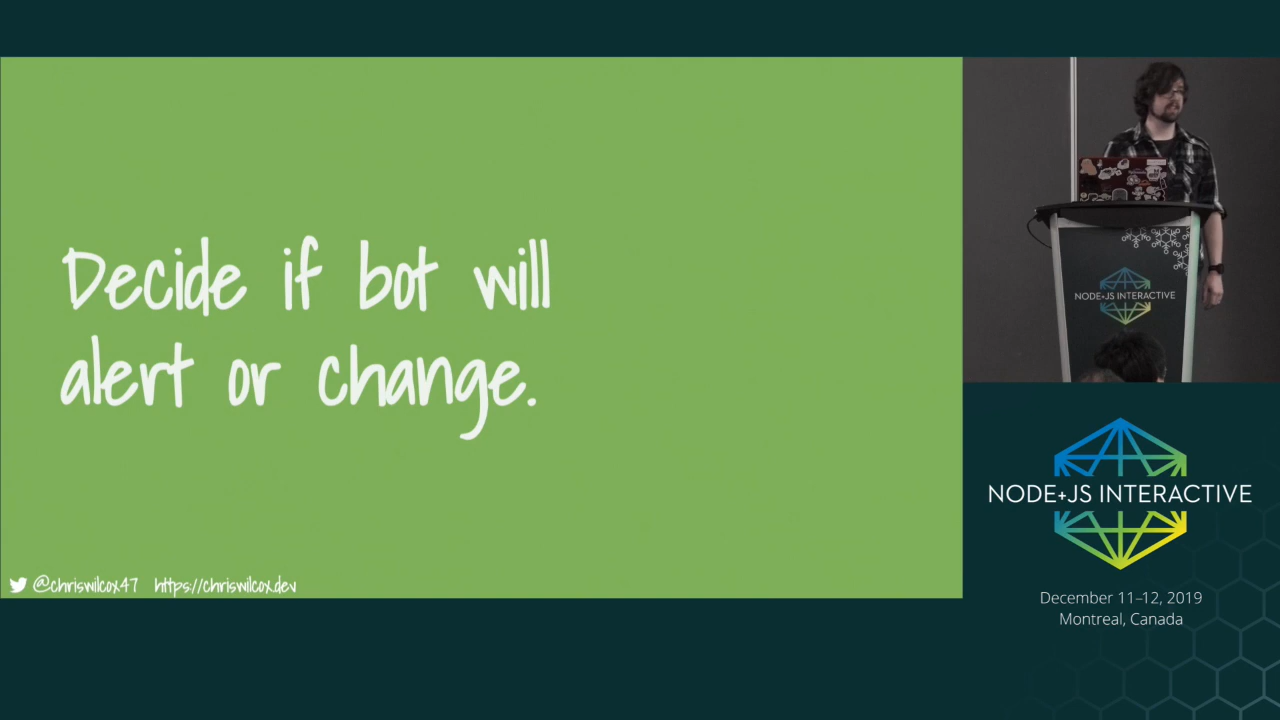 Decide if bot will
alert or change.
@chriswilcox47 https://chriswilcox.dev
NODE+JS INTERACTIVE
NODE+JS INTERACTIVE
December 11–12, 2019
Montreal, Canada